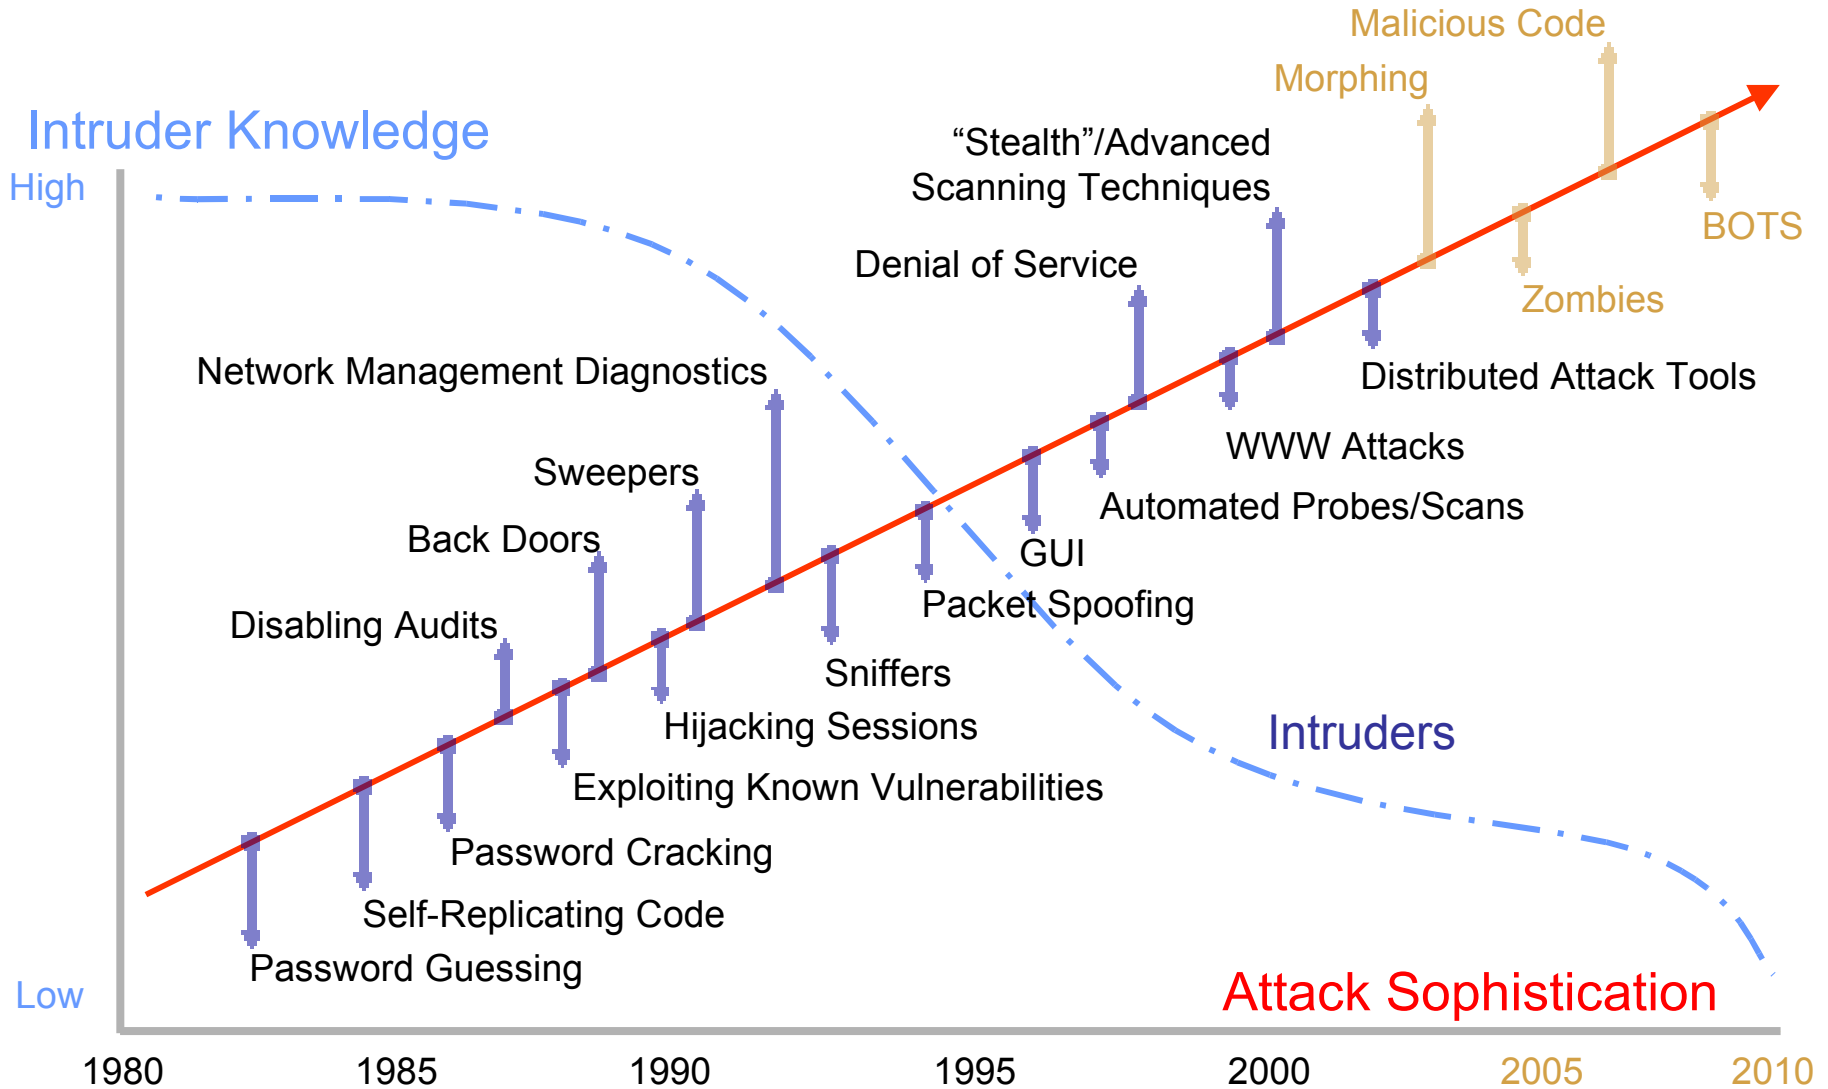 Malicious Code
Morphing
Intruder Knowledge
“Stealth”/Advanced
Scanning Techniques
High
BOTS
Denial of Service
Zombies
Network Management Diagnostics
Distributed Attack Tools
WWW Attacks
Sweepers
Automated Probes/Scans
Back Doors
GUI
Packet Spoofing
Disabling Audits
Sniffers
Hijacking Sessions
Intruders
Exploiting Known Vulnerabilities
Password Cracking
Self-Replicating Code
Password Guessing
Low
Attack Sophistication
1980 1985 1990 1995 2000 2005 2010